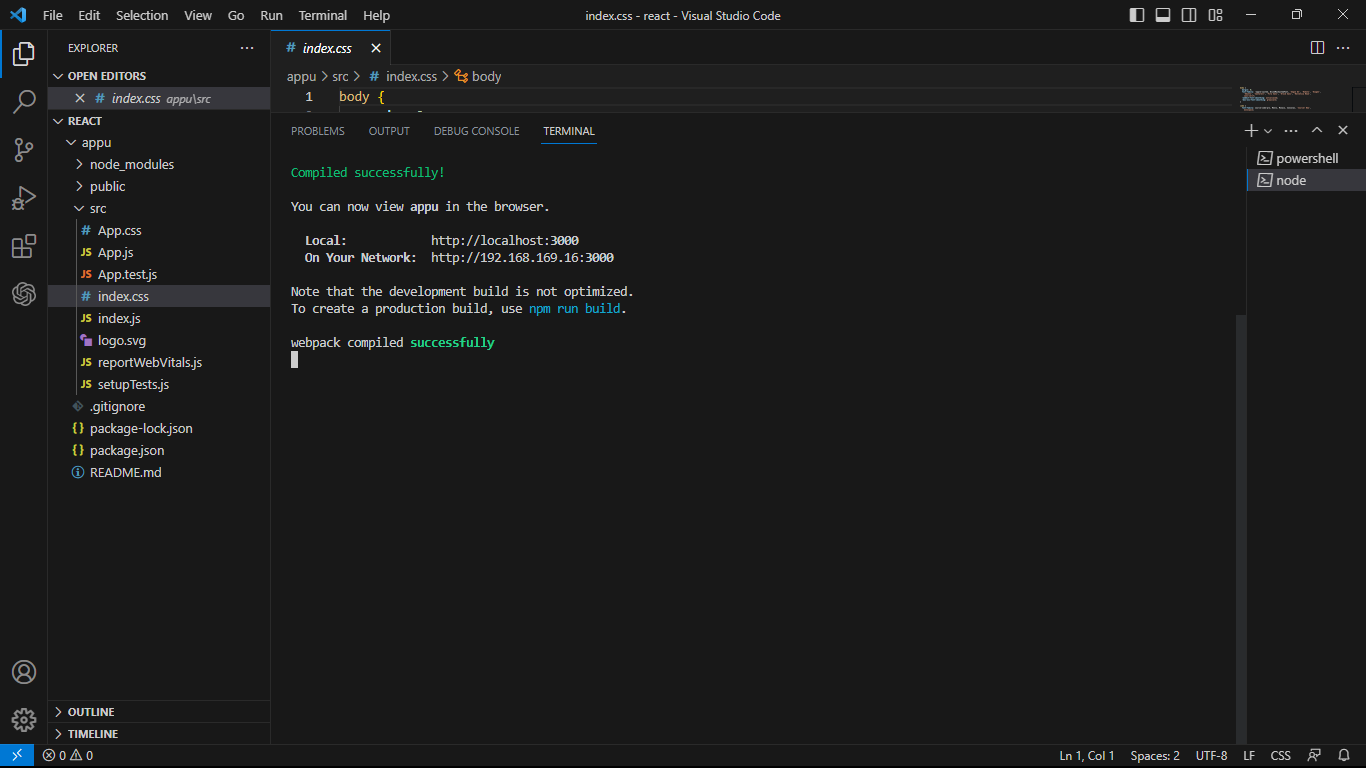 File Edit Selection View Go Run Terminal Help
index.css - react - Visual Studio Code
EXPLORER
OPEN EDITORS
# index.css appu\src
REACT
appu
node_modules
public
src
# App.css
JS App.js
JS App.test.js
# index.css
JS index.js
logo.svg
JS reportWebVitals.js
JS setupTests.js
.gitignore
{} package-lock.json
{} package.json
README.md
OUTLINE
TIMELINE
# index.css
appu > src > # index.css > body
1 body {
PROBLEMS OUTPUT DEBUG CONSOLE TERMINAL
Compiled successfully!
You can now view appu in the browser.
Local: http://localhost:3000
On Your Network: http://192.168.169.16:3000
Note that the development build is not optimized.
To create a production build, use npm run build.
webpack compiled successfully
powershell
node
0 0
Ln 1, Col 1 Spaces: 2 UTF-8 LF CSS